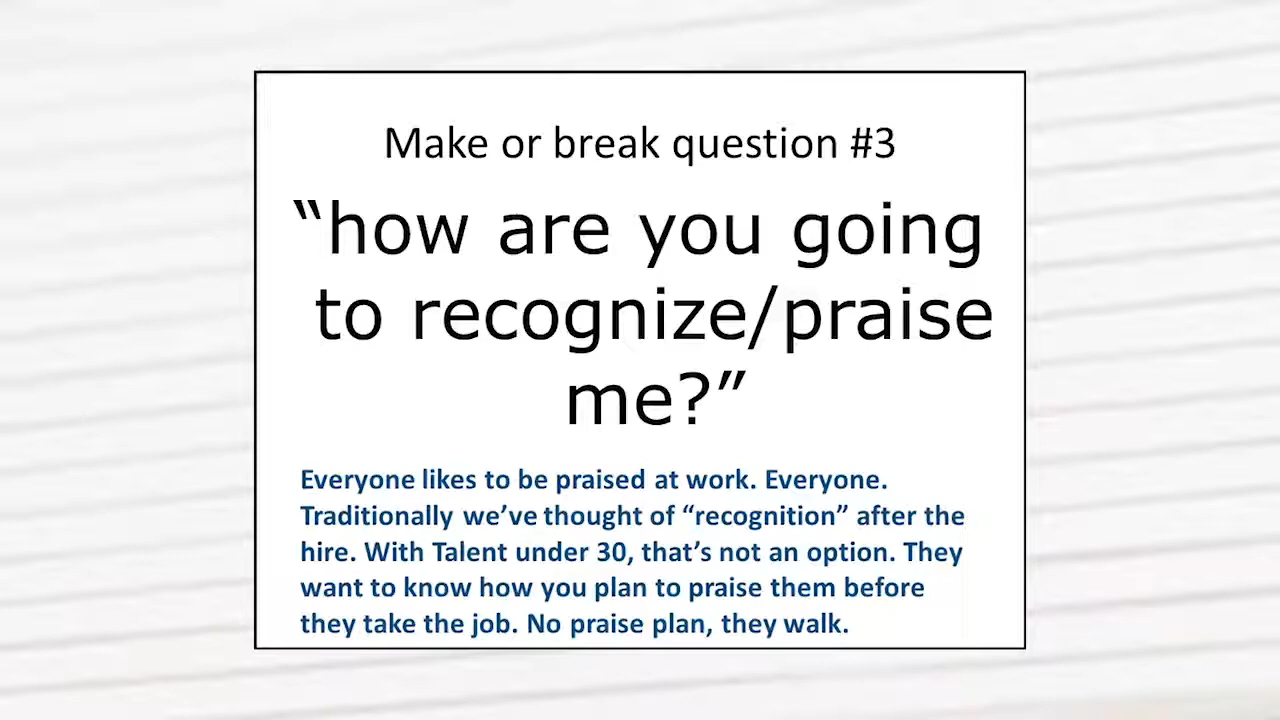 Make or break question #3
“how are you going
to recognize/praise
me?”
Everyone likes to be praised at work. Everyone.
Traditionally we’ve thought of “recognition” after the
hire. With Talent under 30, that’s not an option. They
want to know how you plan to praise them before
they take the job. No praise plan, they walk.